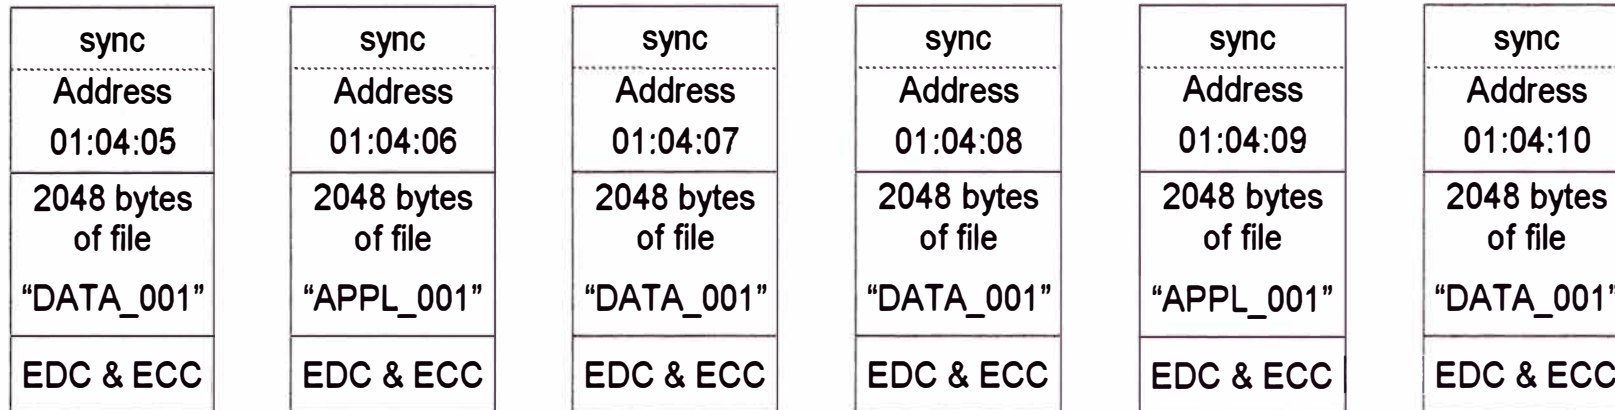 sync
Address
01:04:05
2048 bytes
of file
“DATA_001”
EDC & ECC
sync
Address
01:04:06
2048 bytes
of file
“APPL_001”
EDC & ECC
sync
Address
01:04:07
2048 bytes
of file
“DATA_001”
EDC & ECC
sync
Address
01:04:08
2048 bytes
of file
“DATA_001”
EDC & ECC
sync
Address
01:04:09
2048 bytes
of file
“APPL_001”
EDC & ECC
sync
Address
01:04:10
2048 bytes
of file
“DATA_001”
EDC & ECC